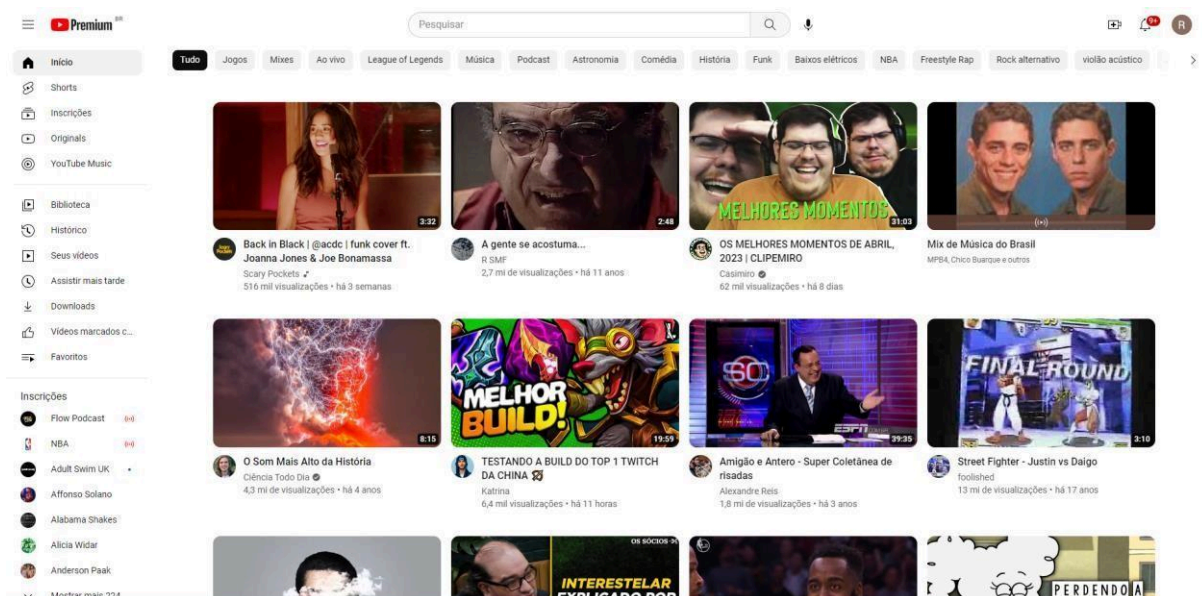 Premium BR
Pesquisar
9+
R
Início
Shorts
Inscrições
Originals
YouTube Music
Biblioteca
Histórico
Seus vídeos
Assistir mais tarde
Downloads
Vídeos marcados c...
Favoritos
Inscrições
Flow Podcast
NBA
Adult Swim UK
Affonso Solano
Alabama Shakes
Alicia Widar
Anderson Paak
Mostrar mais 224
Tudo Jogos Mixes Ao vivo League of Legends Música Podcast Astronomia Comédia História Funk Baixos elétricos NBA Freestyle Rap Rock alternativo violão acústico
3:32
Back in Black | @acdc | funk cover ft.
Joanna Jones & Joe Bonamassa
Scary Pockets
516 mil visualizações • há 3 semanas
2:48
A gente se acostuma...
R SMF
2,7 mi de visualizações • há 11 anos
MELHORES MOMENTOS
31:03
OS MELHORES MOMENTOS DE ABRIL,
2023 | CLIPEMIRO
Casimiro
62 mil visualizações • há 8 dias
Mix de Música do Brasil
MPB4, Chico Buarque e outros
8:15
O Som Mais Alto da História
Ciência Todo Dia
4,3 mi de visualizações • há 4 anos
MELHOR
BUILD!
19:59
TESTANDO A BUILD DO TOP 1 TWITCH
DA CHINA
Katrina
6,4 mil visualizações • há 11 horas
SC
ESPN
39:35
Amigão e Antero - Super Coletânea de
risadas
Alexandre Reis
1,8 mi de visualizações • há 3 anos
FINAL ROUND
3:10
Street Fighter - Justin vs Daigo
foolished
13 mi de visualizações • há 17 anos
OS SÓCIOS
INTERESTELAR
EXPLICADO POR
PERDENDO A